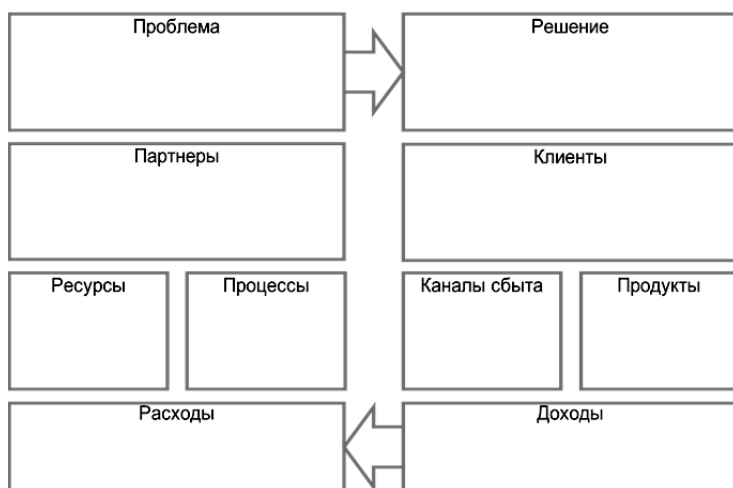 Проблема
Решение
Партнеры
Клиенты
Ресурсы
Процессы
Каналы сбыта
Продукты
Расходы
Доходы